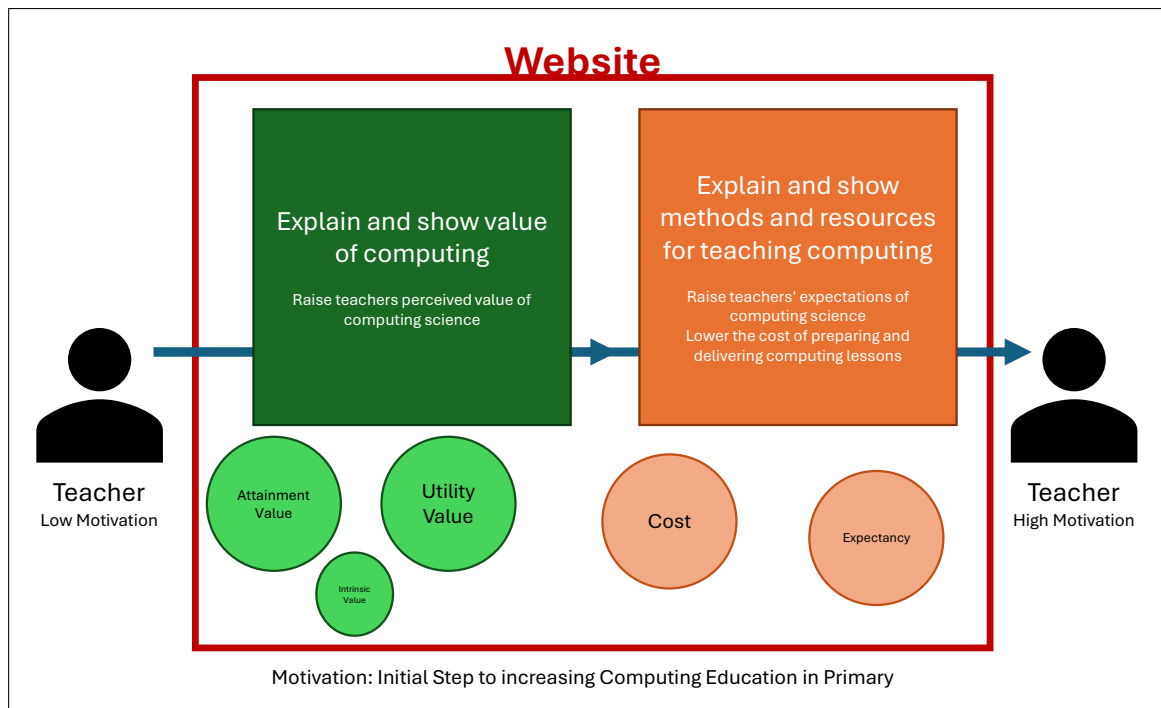 Website
Explain and show value
of computing
Raise teachers perceived value of
computing science
Explain and show
methods and resources
for teaching computing
Raise teachers' expectations of
computing science
Lower the cost of preparing and
delivering computing lessons
Teacher
Low Motivation
Attainment
Value
Utility
Value
Intrinsic
Value
Cost
Expectancy
Teacher
High Motivation
Motivation: Initial Step to increasing Computing Education in Primary